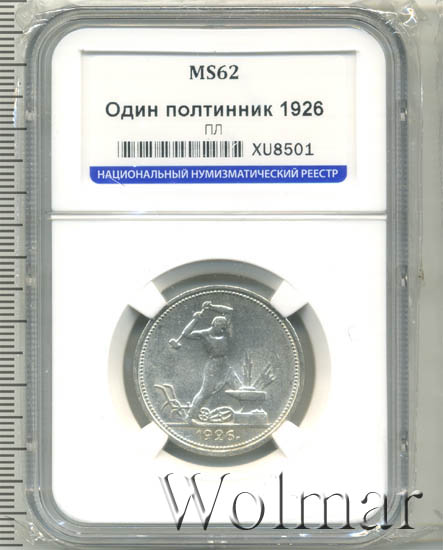 MS62
Один полтинник 1926
ПЛ
XU8501
НАЦИОНАЛЬНЫЙ НУМИЗМАТИЧЕСКИЙ РЕЕСТР
1926.
Wolmar